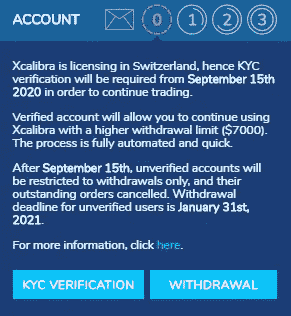 ACCOUNT 0 1 2 3
Xcalibra is licensing in Switzerland, hence KYC
verification will be required from September 15th
2020 in order to continue trading.
Verified account will allow you to continue using
Xcalibra with a higher withdrawal limit ($7000).
The process is fully automated and quick.
After September 15th, unverified accounts will
be restricted to withdrawals only, and their
outstanding orders cancelled. Withdrawal
deadline for unverified users is January 31st,
2021.
For more information, click here.
KYC VERIFICATION WITHDRAWAL